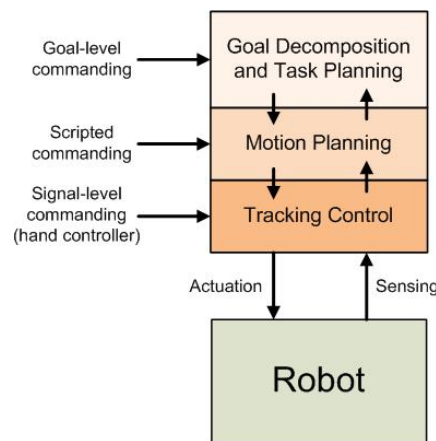 Goal-level
commanding
Goal Decomposition
and Task Planning
Scripted
commanding
Motion Planning
Signal-level
commanding
(hand controller)
Tracking Control
Actuation
Sensing
Robot